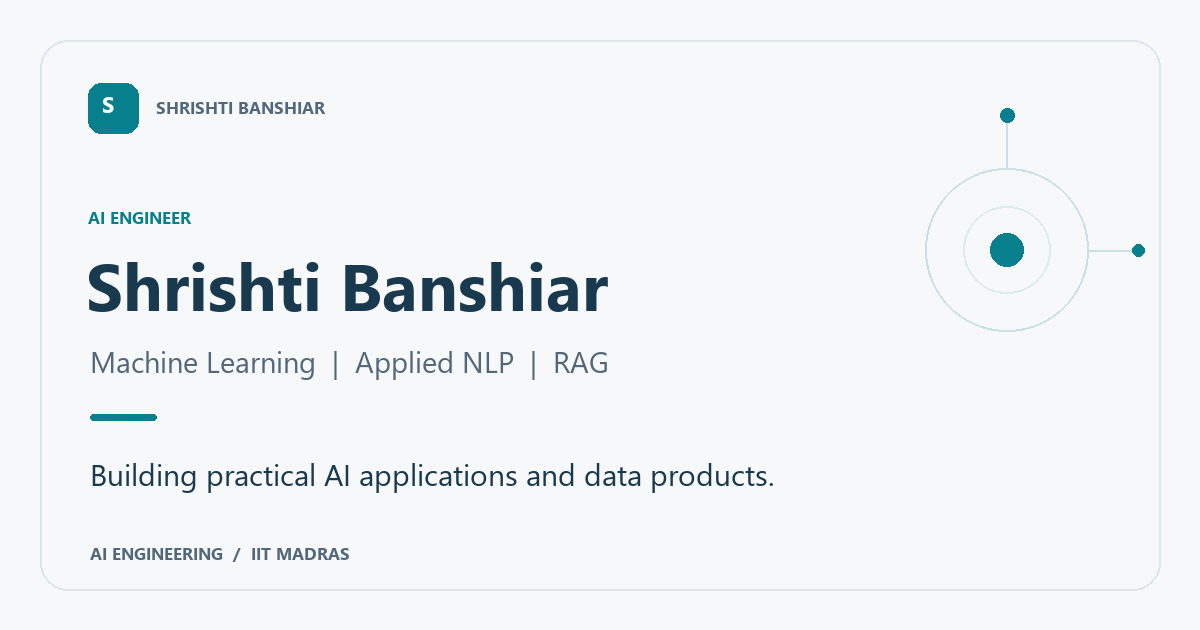 S
SHRISHTI BANSHIAR
AI ENGINEER
Shrishti Banshiar
Machine Learning | Applied NLP | RAG
Building practical AI applications and data products.
AI ENGINEERING / IIT MADRAS